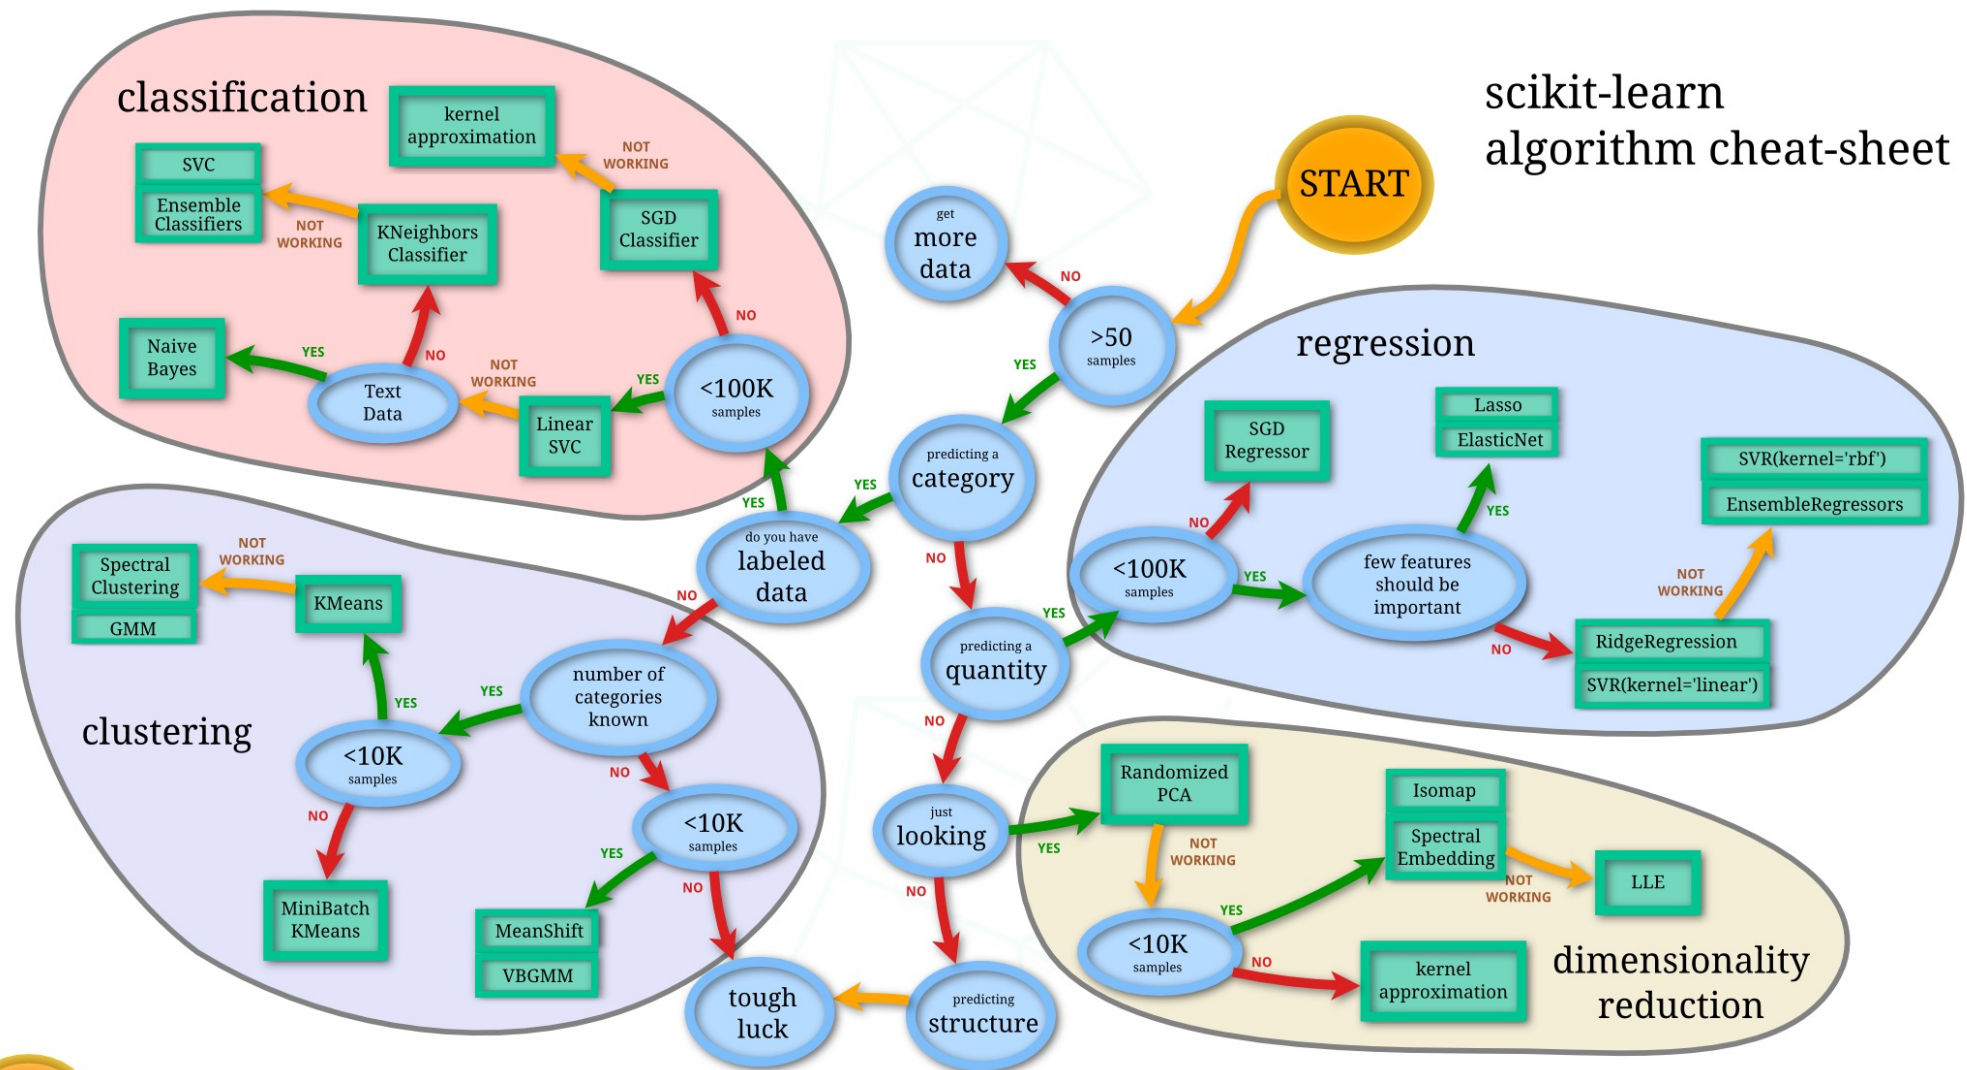 scikit-learn
algorithm cheat-sheet
START
get
more
data
NO
>50
samples
YES
predicting a
category
YES
NO
do you have
labeled
data
YES
NO
predicting a
quantity
YES
NO
just
looking
YES
NO
predicting
structure
tough
luck
classification
kernel
approximation
NOT
WORKING
SVC
Ensemble
Classifiers
NOT
WORKING
KNeighbors
Classifier
SGD
Classifier
NO
Naive
Bayes
YES
NO
Text
Data
NOT
WORKING
Linear
SVC
YES
<100K
samples
regression
SGD
Regressor
NO
<100K
samples
YES
Lasso
ElasticNet
YES
few features
should be
important
NO
SVR(kernel='rbf')
EnsembleRegressors
NOT
WORKING
RidgeRegression
SVR(kernel='linear')
clustering
Spectral
Clustering
GMM
NOT
WORKING
KMeans
YES
<10K
samples
NO
MiniBatch
KMeans
YES
number of
categories
known
NO
<10K
samples
YES
NO
MeanShift
VBGMM
dimensionality
reduction
Randomized
PCA
NOT
WORKING
<10K
samples
YES
NO
Isomap
Spectral
Embedding
NOT
WORKING
LLE
kernel
approximation